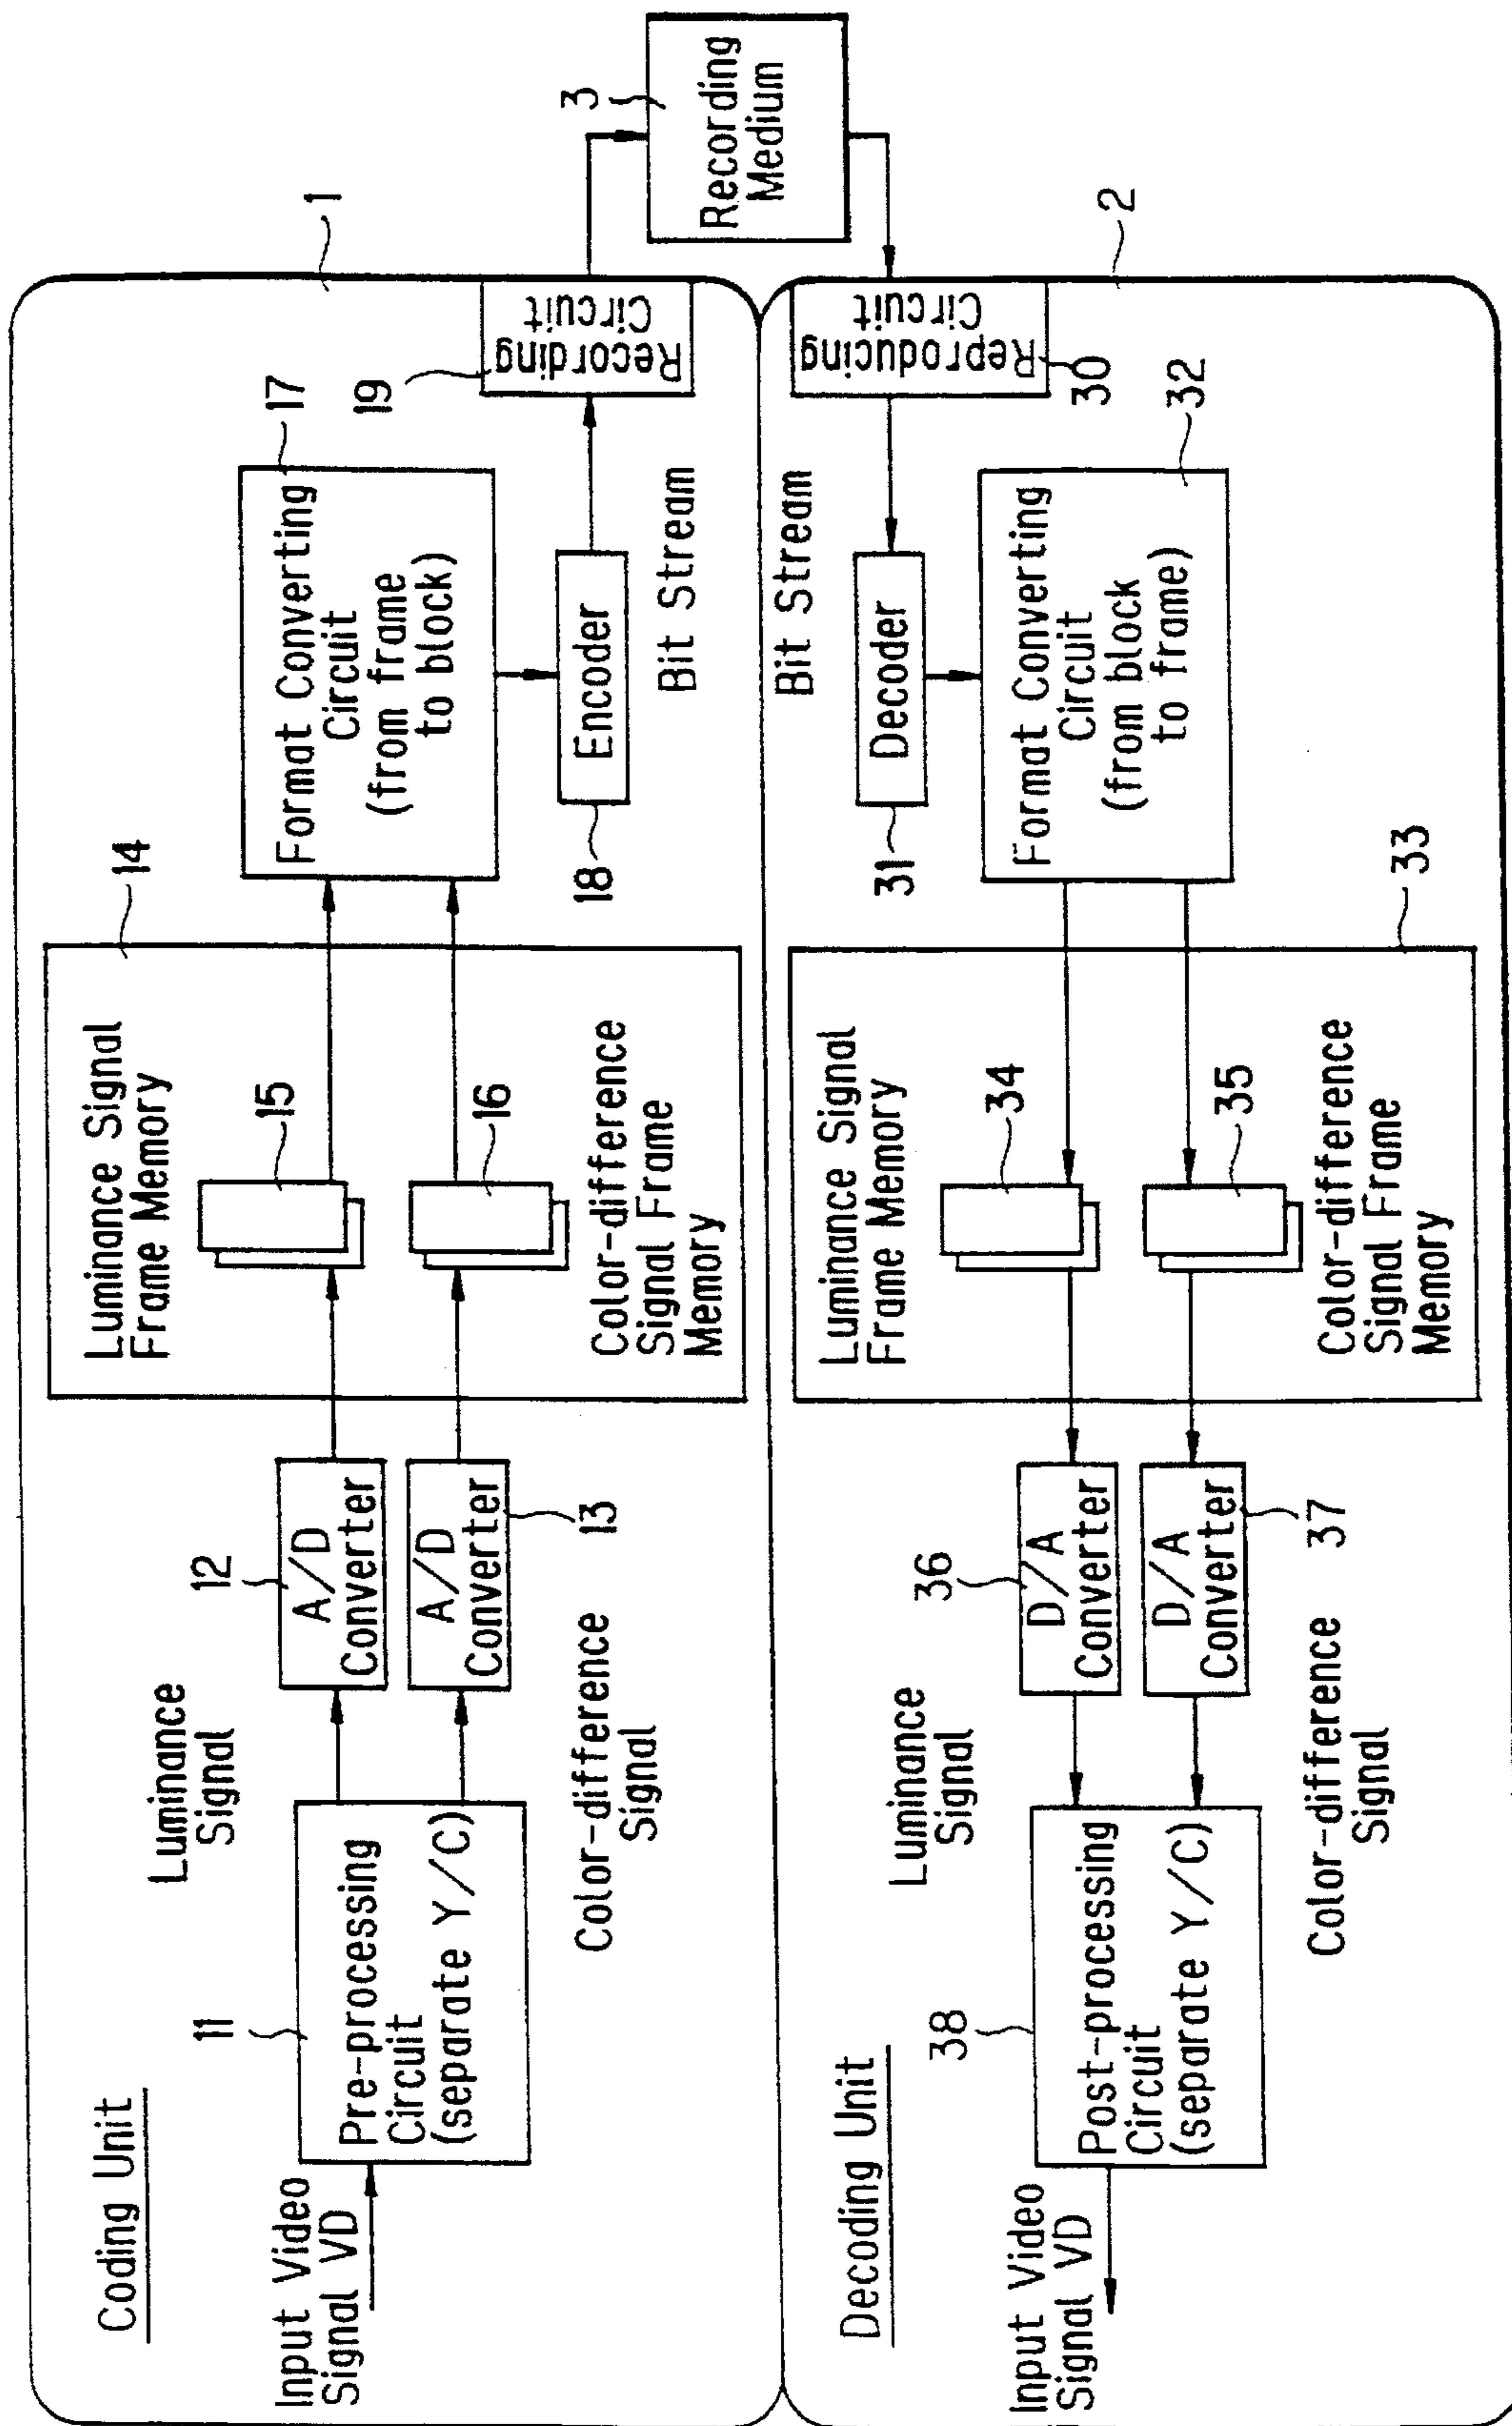 Coding Unit
1
Input Video
Signal VD
11
Pre-processing
Circuit
(separate Y/C)
Luminance
Signal
Color-difference
Signal
12
A/D
Converter
A/D
Converter
13
14
Luminance Signal
Frame Memory
15
16
Color-difference
Signal Frame
Memory
17
Format Converting
Circuit
(from frame
to block)
18
Encoder
Bit Stream
19
Recording
Circuit
3
Recording
Medium
Decoding Unit
2
Input Video
Signal VD
38
Post-processing
Circuit
(separate Y/C)
Luminance
Signal
Color-difference
Signal
36
D/A
Converter
D/A
Converter
37
33
Luminance Signal
Frame Memory
34
35
Color-difference
Signal Frame
Memory
32
Format Converting
Circuit
(from block
to frame)
31
Decoder
Bit Stream
30
Reproducing
Circuit